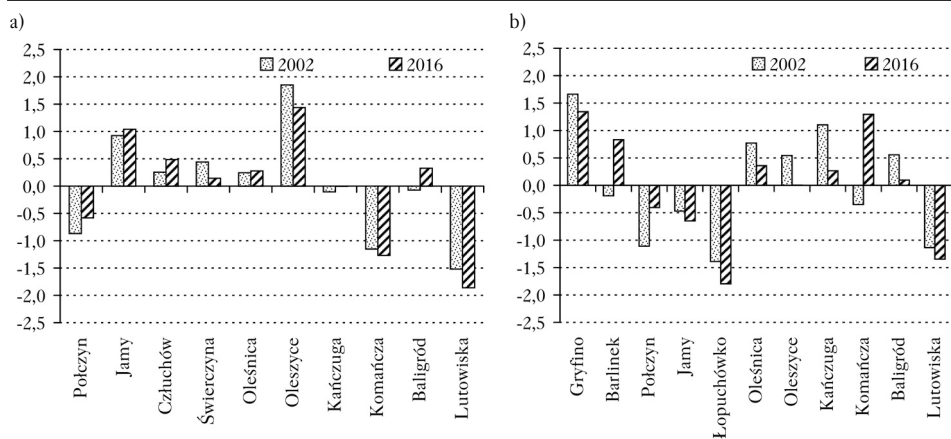 a)
2,5
2,0
1,5
1,0
0,5
0,0
-0,5
-1,0
-1,5
-2,0
-2,5
2002 2016
Połczyn
Jamy
Człuchów
Świerczyna
Oleśnica
Oleszyce
Kańczuga
Komańcza
Baligród
Lutowiska
b)
2,5
2,0
1,5
1,0
0,5
0,0
-0,5
-1,0
-1,5
-2,0
-2,5
2002 2016
Gryfino
Barlinek
Połczyn
Jamy
Łopuchówko
Oleśnica
Oleszyce
Kańczuga
Komańcza
Baligród
Lutowiska